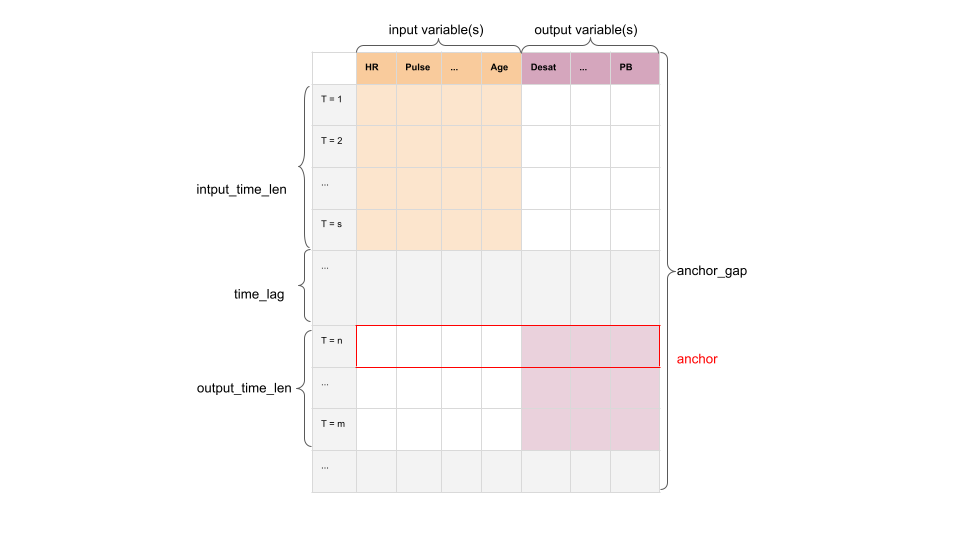 input variable(s) output variable(s)
HR Pulse ... Age Desat ... PB
T = 1
T = 2
intput_time_len
...
T = s
...
anchor_gap
time_lag
T = n
anchor
...
output_time_len
T = m
...